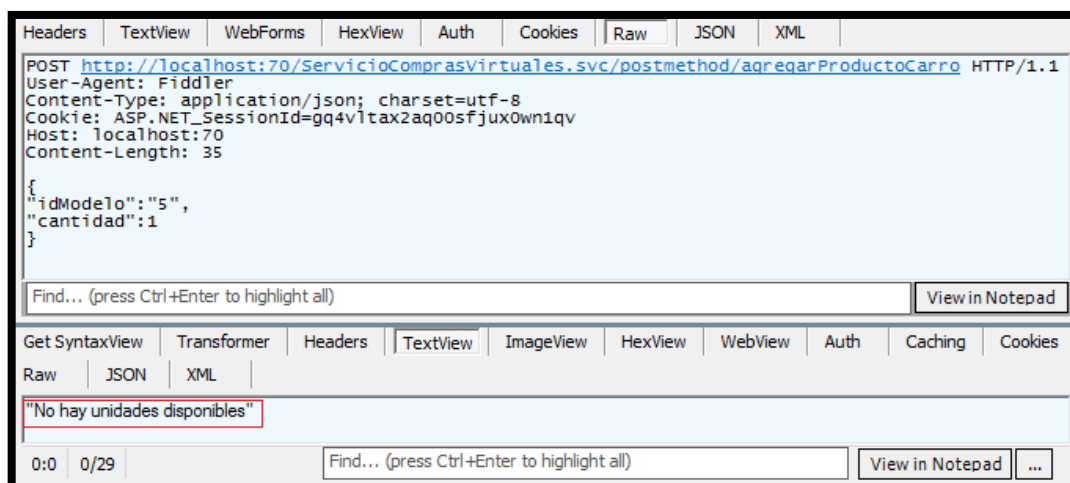 Headers TextView WebForms HexView Auth Cookies Raw JSON XML
POST http://localhost:70/ServicioComprasVirtuales.svc/postmethod/agregarProductoCarro HTTP/1.1
User-Agent: Fiddler
Content-Type: application/json; charset=utf-8
Cookie: ASP.NET_SessionId=gq4vltax2aq00sfjux0wn1qv
Host: localhost:70
Content-Length: 35
{
"idModelo":"5",
"cantidad":1
}
Find... (press Ctrl+Enter to highlight all) View in Notepad
Get SyntaxView Transformer Headers TextView ImageView HexView WebView Auth Caching Cookies
Raw JSON XML
"No hay unidades disponibles"
0:0 0/29 Find... (press Ctrl+Enter to highlight all) View in Notepad ...